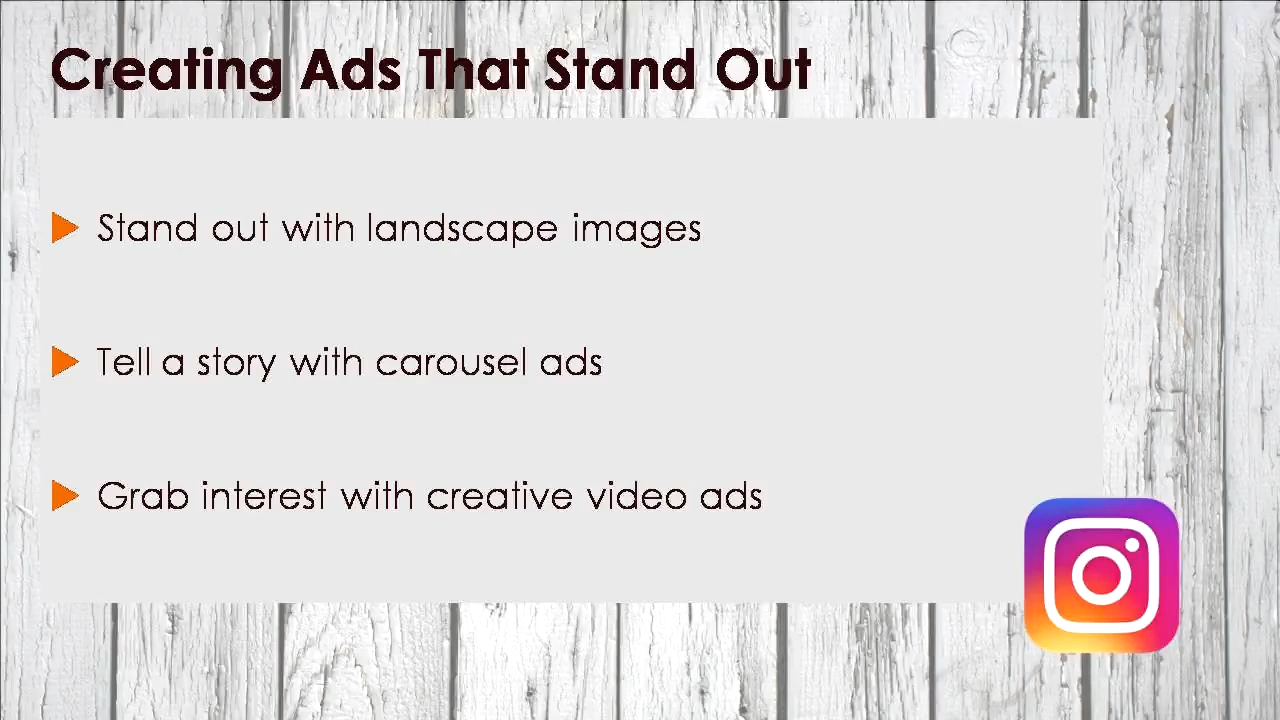 Creating Ads That Stand Out
Stand out with landscape images
Tell a story with carousel ads
Grab interest with creative video ads